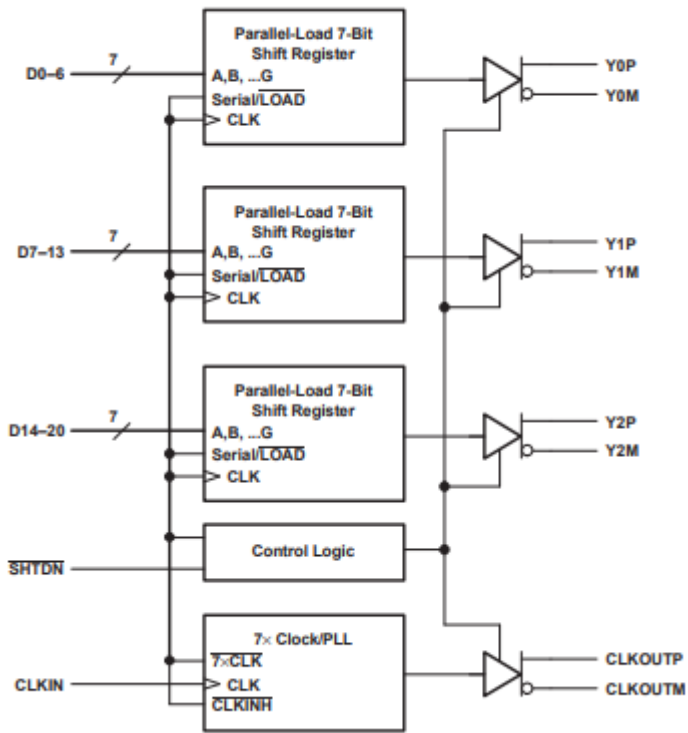 Parallel-Load 7-Bit
Shift Register
7
D0–6
A,B, ...G
Serial/LOAD
CLK
Y0P
Y0M
Parallel-Load 7-Bit
Shift Register
7
D7–13
A,B, ...G
Serial/LOAD
CLK
Y1P
Y1M
Parallel-Load 7-Bit
Shift Register
7
D14–20
A,B, ...G
Serial/LOAD
CLK
Y2P
Y2M
Control Logic
SHTDN
7× Clock/PLL
7×CLK
CLKIN
CLK
CLKINH
CLKOUTP
CLKOUTM